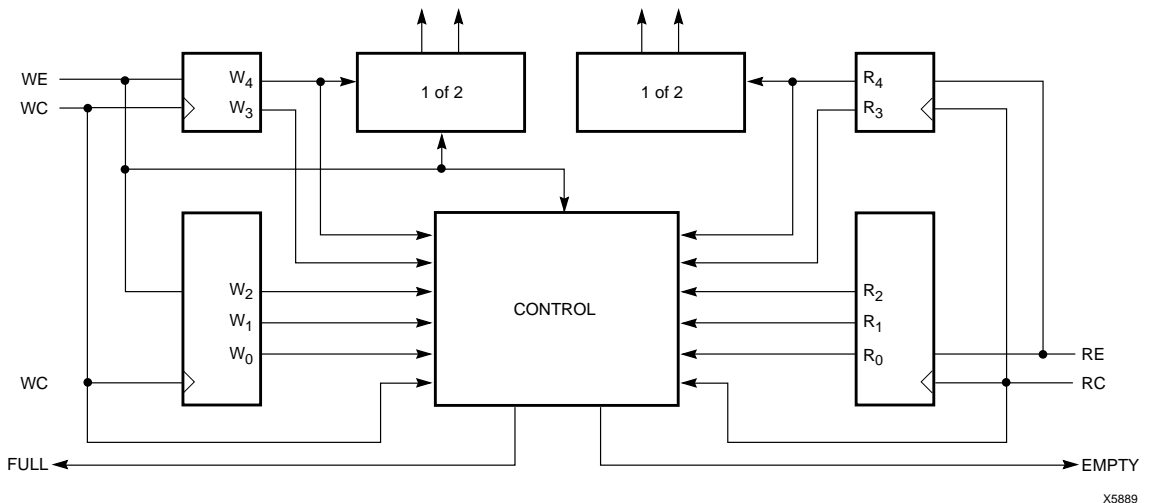 WE
WC
W4
W3
1 of 2
1 of 2
R4
R3
W2
W1
W0
WC
CONTROL
R2
R1
R0
RE
RC
FULL
EMPTY
X5889